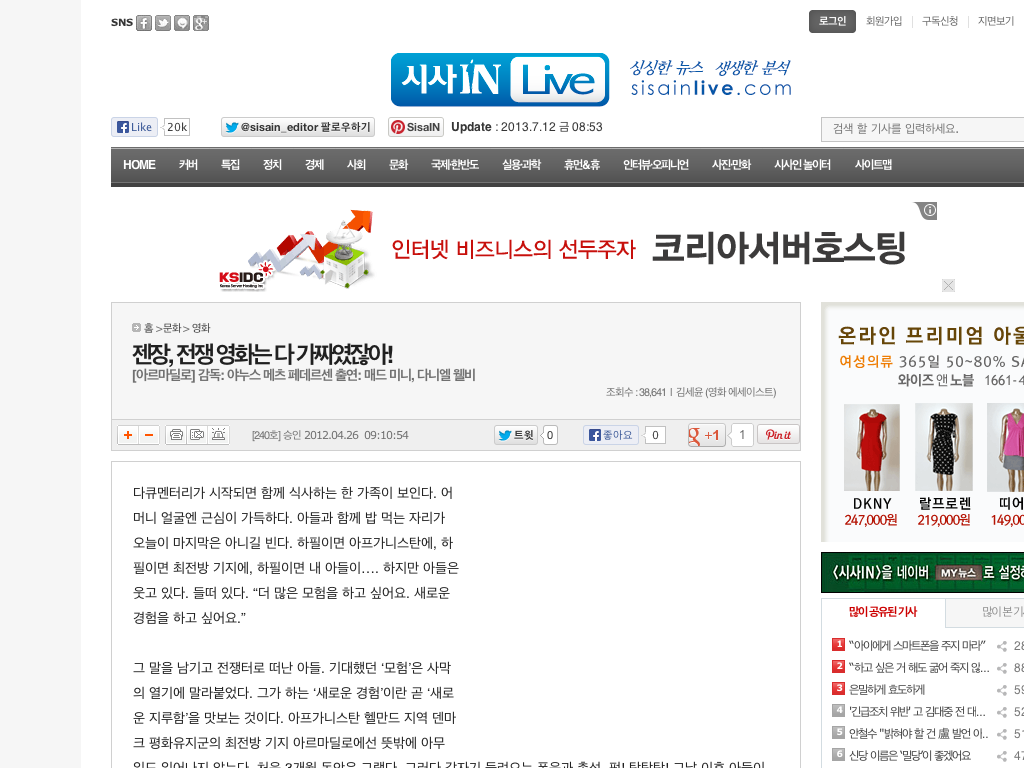 SNS
로그인 회원가입 구독신청 지면보기
시사IN Live
싱싱한 뉴스 생생한 분석
sisainlive.com
Like 20k
@sisain_editor 팔로우하기
SisaIN
Update : 2013.7.12 금 08:53
검색 할 기사를 입력하세요.
HOME 커버 특집 정치 경제 사회 문화 국제·한반도 실용·과학 휴먼&휴 인터뷰·오피니언 사진·만화 시사인 놀이터 사이트맵
KSIDC
인터넷 비즈니스의 선두주자 코리아서버호스팅
홈 > 문화 > 영화
젠장, 전쟁 영화는 다 가짜였잖아!
[아르마딜로] 감독: 야누스 메츠 페데르센 출연: 매드 미니, 다니엘 웰비
조회수 : 38,641 l 김세윤 (영화 에세이스트)
[240호] 승인 2012.04.26 09:10:54
트윗 0
좋아요 0
+1 1
Pin it
다큐멘터리가 시작되면 함께 식사하는 한 가족이 보인다. 어
머니 얼굴엔 근심이 가득하다. 아들과 함께 밥 먹는 자리가
오늘이 마지막은 아니길 빈다. 하필이면 아프가니스탄에, 하
필이면 최전방 기지에, 하필이면 내 아들이…. 하지만 아들은
웃고 있다. 들떠 있다. “더 많은 모험을 하고 싶어요. 새로운
경험을 하고 싶어요.”
그 말을 남기고 전쟁터로 떠난 아들. 기대했던 ‘모험’은 사막
의 열기에 말라붙었다. 그가 하는 ‘새로운 경험’이란 곧 ‘새로
운 지루함’을 맛보는 것이다. 아프가니스탄 헬만드 지역 덴마
크 평화유지군의 최전방 기지 아르마딜로에선 뜻밖에 아무
온라인 프리미엄 아울
여성의류 365일 50~80% SA
와이즈 앤 노블 1661-4
DKNY 랄프로렌 띠어
247,000원 219,000원 149,00
<시사IN>을 네이버 MY뉴스 로 설정하
많이 공유된 기사 많이 본 기사
1 “아이에게 스마트폰을 주지 마라” 28
2 “하고 싶은 거 해도 굶어 죽지 않... 88
3 은밀하게 효도하게 59
4 '긴급조치 위반' 고 김대중 전 대... 52
5 안철수 "밝혀야 할 건 盧 발언 아.. 51
6 신당 이름은 '밀당'이 좋겠어요 47